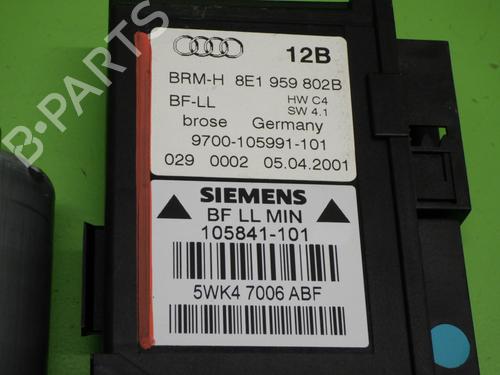 12B
BRM-H 8E1 959 802B
BF-LL HW C4
SW 4.1
brose Germany
9700-105991-101
029 0002 05.04.2001
SIEMENS
BF LL MIN
105841-101
5WK4 7006 ABF
B-PARTS